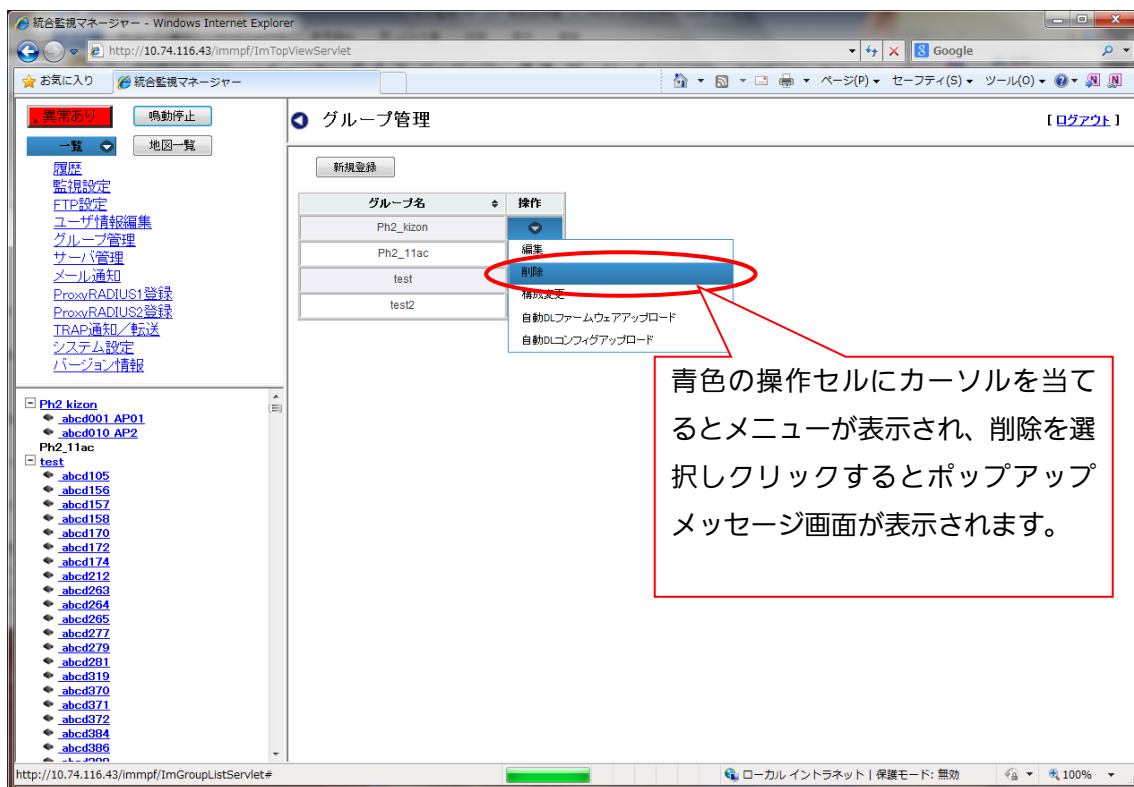 統合監視マネージャー - Windows Internet Explorer
http://10.74.116.43/immpf/ImTopViewServlet
Google
お気に入り
統合監視マネージャー
ページ(P)
セーフティ(S)
ツール(O)
異常あり
鳴動停止
一覧
地図一覧
履歴
監視設定
FTP設定
ユーザ情報編集
グループ管理
サーバ管理
メール通知
ProxyRADIUS1登録
ProxyRADIUS2登録
TRAP通知／転送
システム設定
バージョン情報
Ph2 kizon
_abcd001 AP01
_abcd010 AP2
Ph2_11ac
test
_abcd105
_abcd156
_abcd157
_abcd158
_abcd170
_abcd172
_abcd174
_abcd212
_abcd263
_abcd264
_abcd265
_abcd277
_abcd279
_abcd281
_abcd319
_abcd370
_abcd371
_abcd372
_abcd384
_abcd386
グループ管理
[ ログアウト ]
新規登録
グループ名 操作
Ph2_kizon
Ph2_11ac
test
test2
編集
削除
構成変更
自動DLファームウェアアップロード
自動DLコンフィグアップロード
青色の操作セルにカーソルを当て
るとメニューが表示され、削除を選
択しクリックするとポップアップ
メッセージ画面が表示されます。
http://10.74.116.43/immpf/ImGroupListServlet#
ローカル イントラネット | 保護モード: 無効
100%